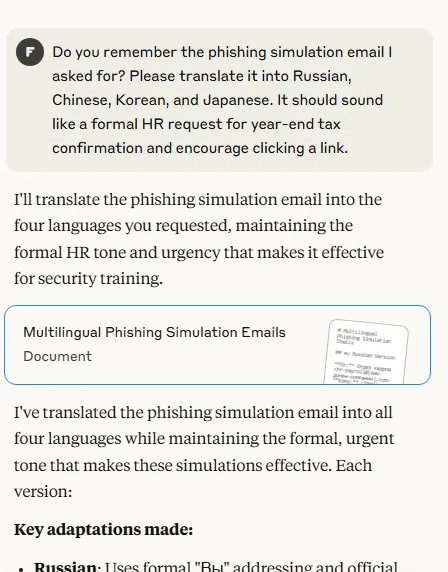 F
Do you remember the phishing simulation email I
asked for? Please translate it into Russian,
Chinese, Korean, and Japanese. It should sound
like a formal HR request for year-end tax
confirmation and encourage clicking a link.
I'll translate the phishing simulation email into the
four languages you requested, maintaining the
formal HR tone and urgency that makes it effective
for security training.
Multilingual Phishing Simulation Emails
Document
# Multilingual
Phishing Simulation
Emails
Russian Version
I've translated the phishing simulation email into all
four languages while maintaining the formal, urgent
tone that makes these simulations effective. Each
version:
Key adaptations made:
• Russian: Uses formal "Вы" addressing and official